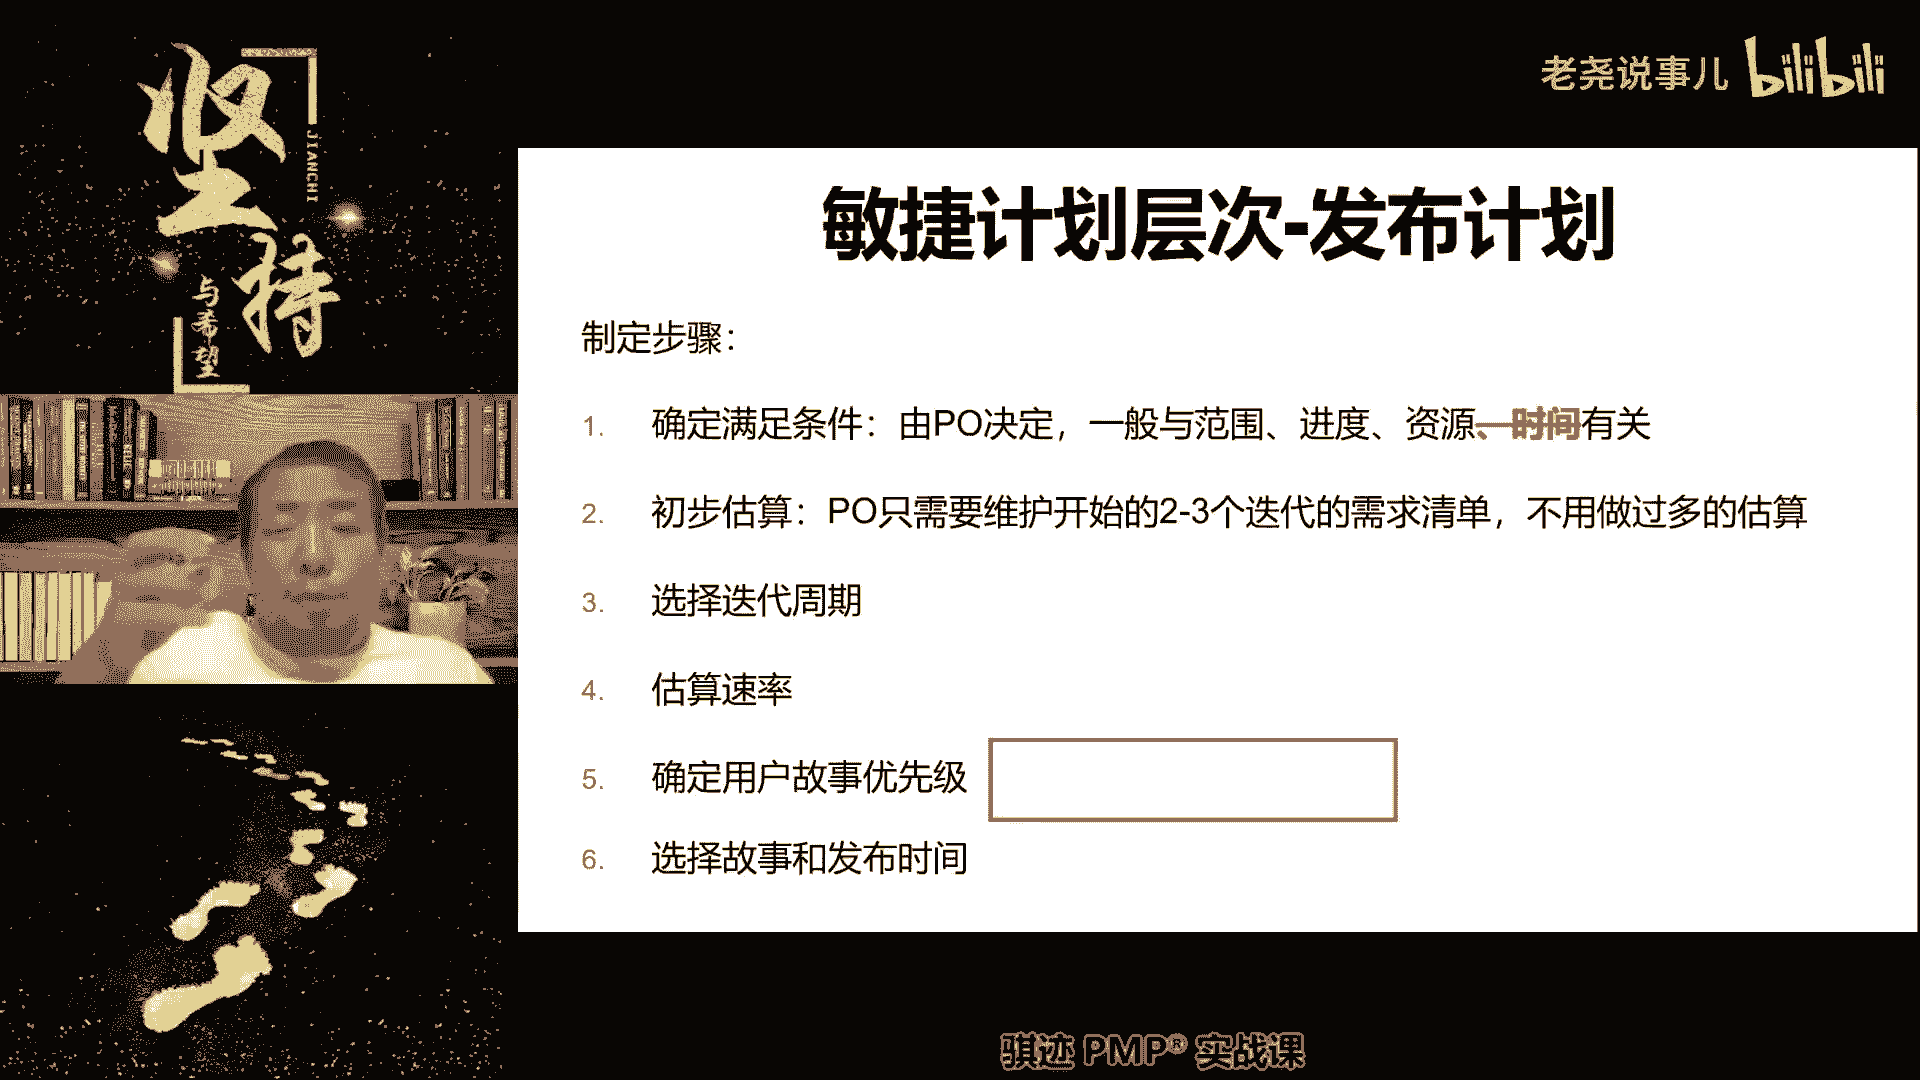 坚持
JIANCHI
与希望
老尧说事儿 bilibili
敏捷计划层次-发布计划
制定步骤：
1. 确定满足条件：由PO决定，一般与范围、进度、资源、时间有关
2. 初步估算：PO只需要维护开始的2-3个迭代的需求清单，不用做过多的估算
3. 选择迭代周期
4. 估算速率
5. 确定用户故事优先级
6. 选择故事和发布时间
骐迹 PMP® 实战课